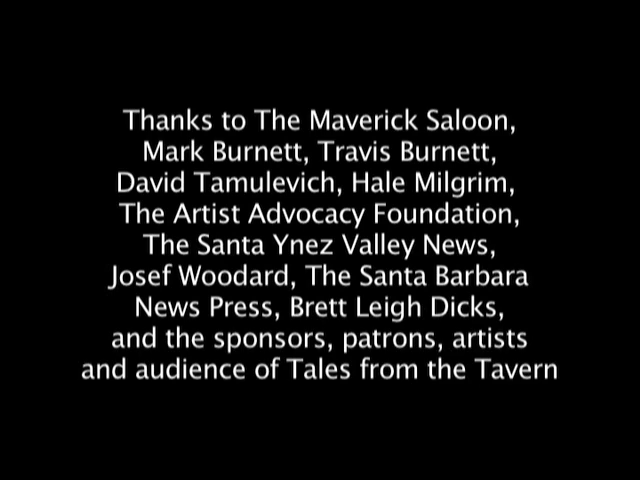 Thanks to The Maverick Saloon,
Mark Burnett, Travis Burnett,
David Tamulevich, Hale Milgrim,
The Artist Advocacy Foundation,
The Santa Ynez Valley News,
Josef Woodard, The Santa Barbara
News Press, Brett Leigh Dicks,
and the sponsors, patrons, artists
and audience of Tales from the Tavern